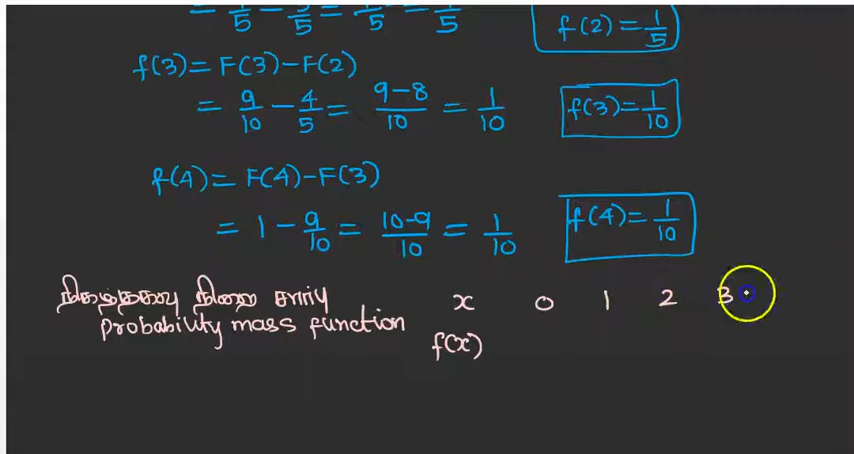 f(2) = 1/5
f(3) = F(3) – F(2)
= 9/10 – 4/5 = (9–8)/10 = 1/10
f(3) = 1/10
f(4) = F(4) – F(3)
= 1 – 9/10 = (10–9)/10 = 1/10
f(4) = 1/10
நிகழ்தகவு நிறை சார்பு
probability mass function
x 0 1 2 3
f(x)